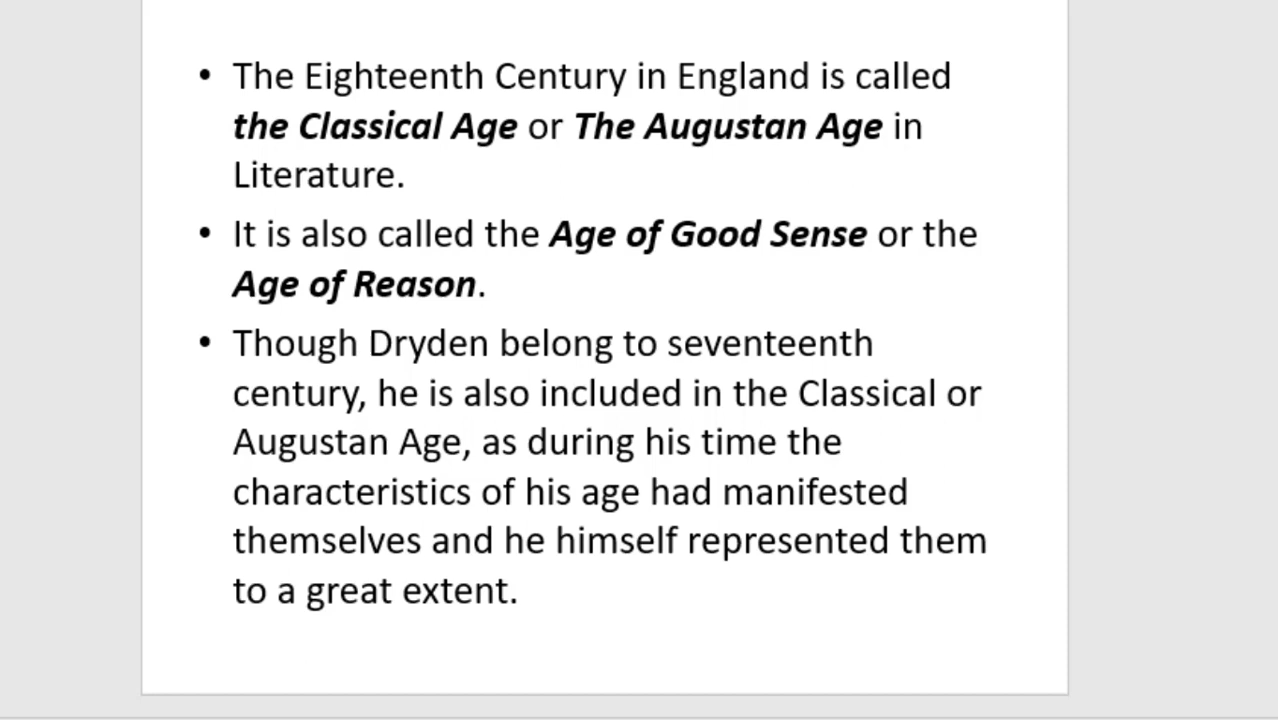 • The Eighteenth Century in England is called
the Classical Age or The Augustan Age in
Literature.
• It is also called the Age of Good Sense or the
Age of Reason.
• Though Dryden belong to seventeenth
century, he is also included in the Classical or
Augustan Age, as during his time the
characteristics of his age had manifested
themselves and he himself represented them
to a great extent.